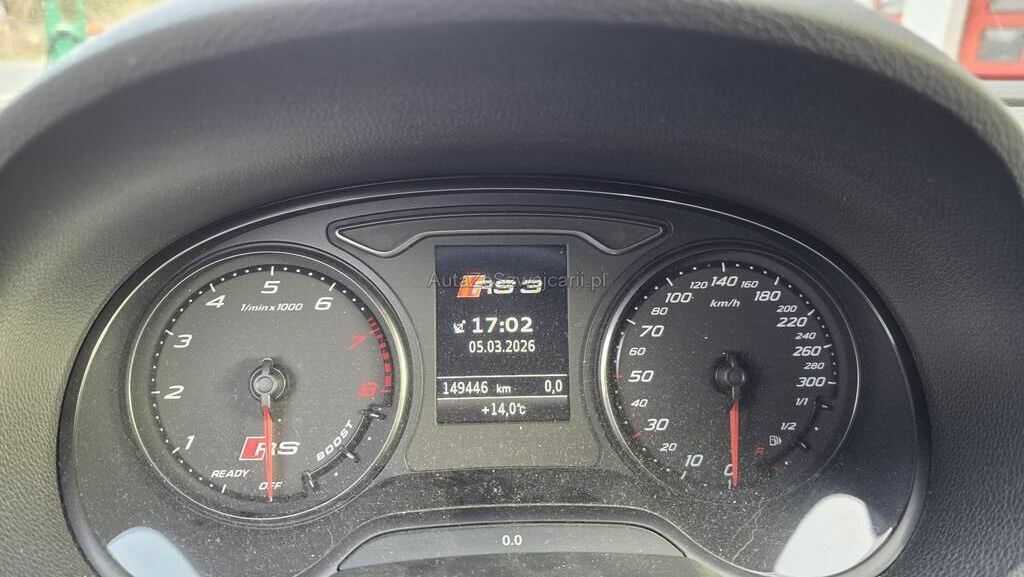 AutazeSzwajcarii.pl
RS 3
17:02
05.03.2026
149446 km 0,0
+14,0°C
1/min x 1000
1 2 3 4 5 6 7 8
RS
READY
OFF
BOOST
km/h
0 10 20 30 40 50 60 70 80 100 120 140 160 180 200 220 240 260 280 300
1/1
1/2
R
0.0